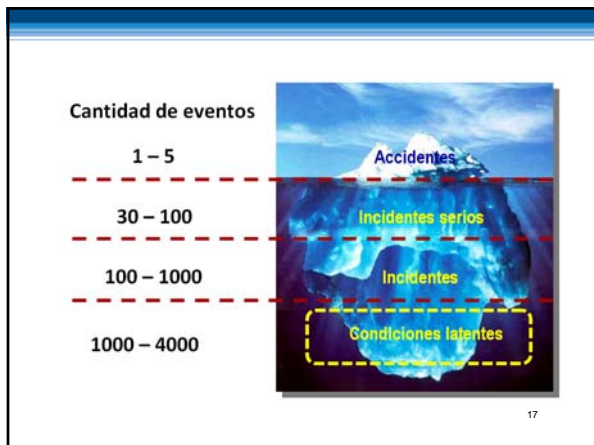 Cantidad de eventos
1 – 5
Accidentes
30 – 100
Incidentes serios
100 – 1000
Incidentes
1000 – 4000
Condiciones latentes
17